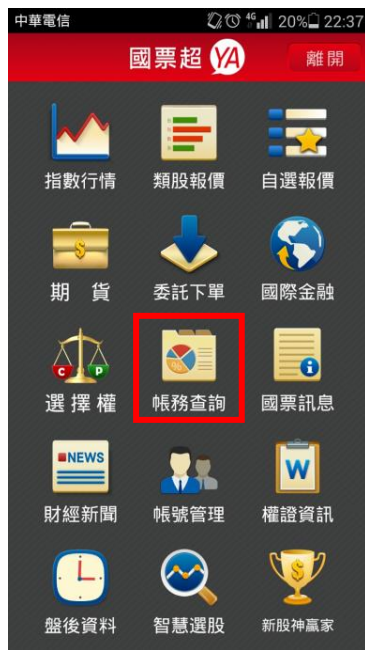 中華電信 4G 20% 22:37
國票超 YA 離開
指數行情 類股報價 自選報價
$
期 貨 委託下單 國際金融
C P
選擇權 帳務查詢 國票訊息
NEWS W
財經新聞 帳號管理 權證資訊
$
盤後資料 智慧選股 新股神贏家